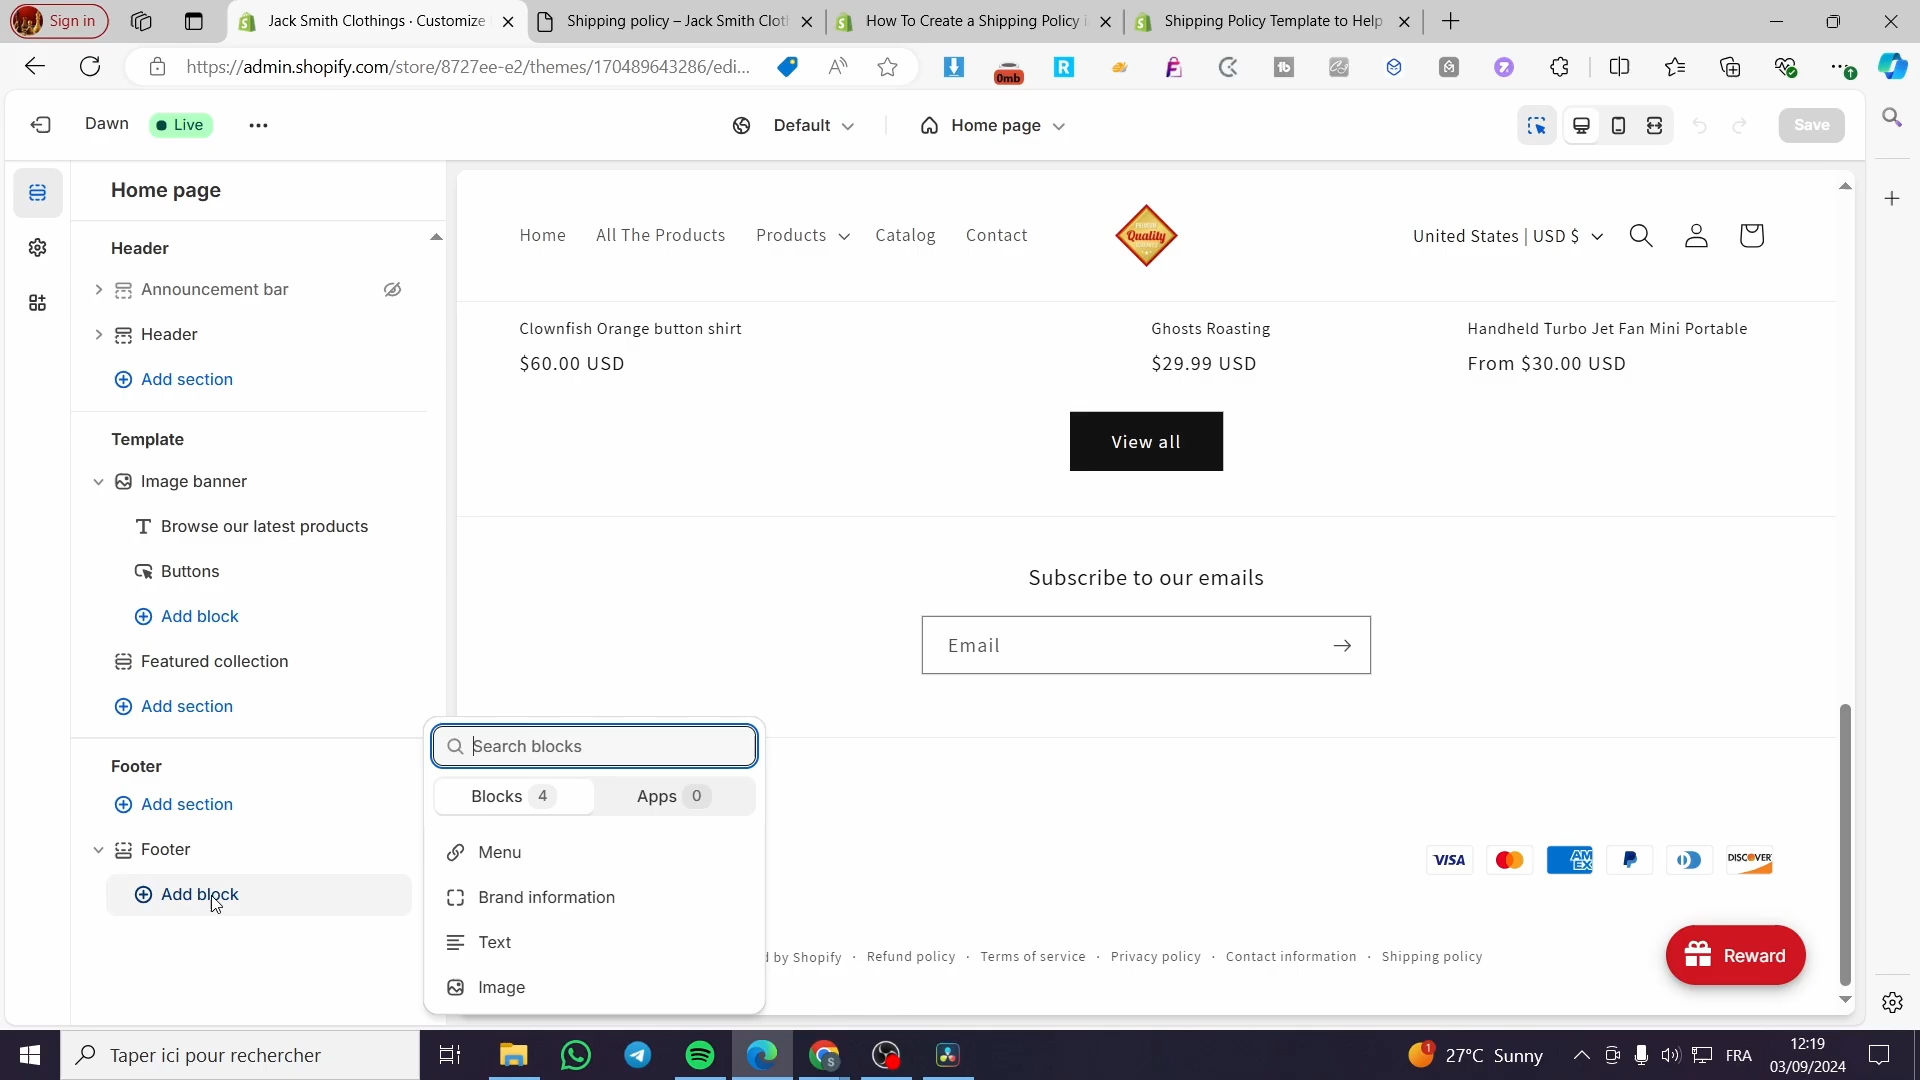 Sign in
Jack Smith Clothings · Customize
Shipping policy – Jack Smith Cloth
How To Create a Shipping Policy i
Shipping Policy Template to Help
https://admin.shopify.com/store/8727ee-e2/themes/170489643286/edi...
0mb
Dawn
Live
Default
Home page
Save
Home page
Header
Announcement bar
Header
Add section
Template
Image banner
Browse our latest products
Buttons
Add block
Featured collection
Add section
Footer
Add section
Footer
Add block
Search blocks
Blocks 4
Apps 0
Menu
Brand information
Text
Image
Home
All The Products
Products
Catalog
Contact
Quality
United States | USD $
Clownfish Orange button shirt
$60.00 USD
Ghosts Roasting
$29.99 USD
Handheld Turbo Jet Fan Mini Portable
From $30.00 USD
View all
Subscribe to our emails
Email
VISA
AMEX
DISCOVER
d by Shopify · Refund policy · Terms of service · Privacy policy · Contact information · Shipping policy
Reward
Taper ici pour rechercher
1
27°C Sunny
FRA
12:19
03/09/2024